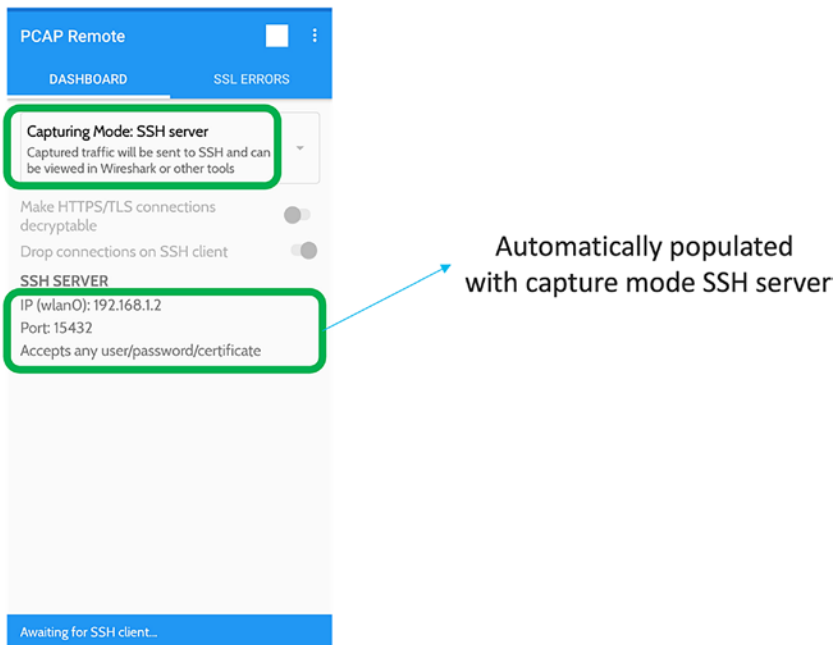 PCAP Remote
DASHBOARD
SSL ERRORS
Capturing Mode: SSH server
Captured traffic will be sent to SSH and can
be viewed in Wireshark or other tools
Make HTTPS/TLS connections
decryptable
Drop connections on SSH client
SSH SERVER
IP (wlan0): 192.168.1.2
Port: 15432
Accepts any user/password/certificate
Automatically populated
with capture mode SSH server
Awaiting for SSH client...